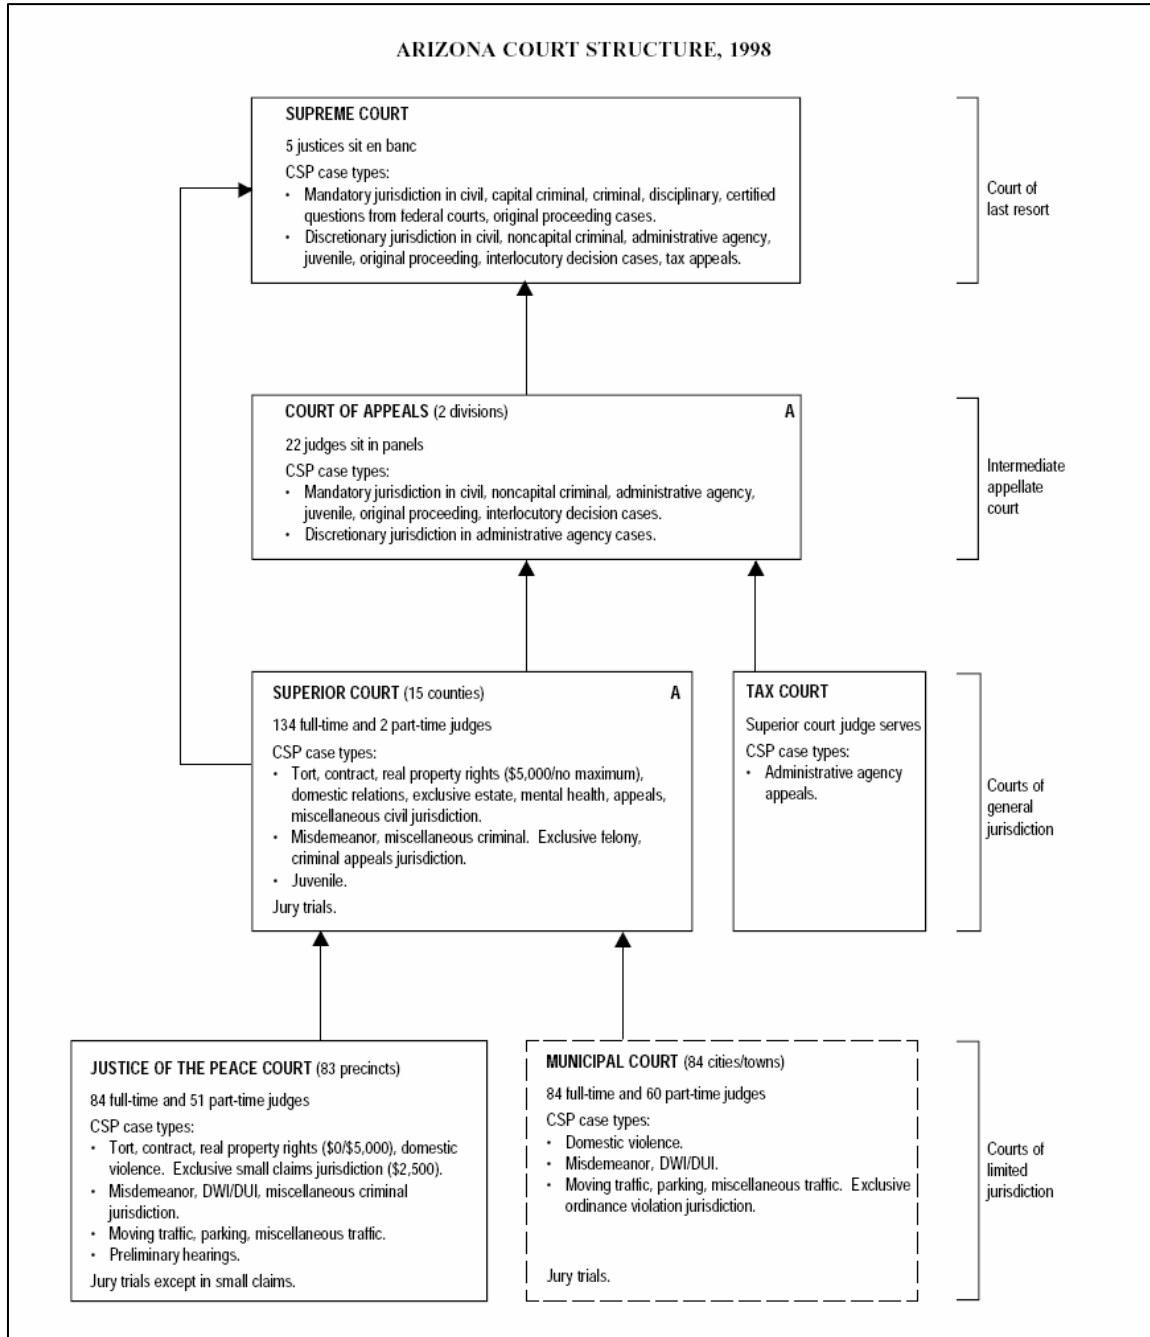 ARIZONA COURT STRUCTURE, 1998
SUPREME COURT
5 justices sit en banc
CSP case types:
• Mandatory jurisdiction in civil, capital criminal, criminal, disciplinary, certified
questions from federal courts, original proceeding cases.
• Discretionary jurisdiction in civil, noncapital criminal, administrative agency,
juvenile, original proceeding, interlocutory decision cases, tax appeals.
Court of
last resort
COURT OF APPEALS (2 divisions) A
22 judges sit in panels
CSP case types:
• Mandatory jurisdiction in civil, noncapital criminal, administrative agency,
juvenile, original proceeding, interlocutory decision cases.
• Discretionary jurisdiction in administrative agency cases.
Intermediate
appellate
court
SUPERIOR COURT (15 counties) A
134 full-time and 2 part-time judges
CSP case types:
• Tort, contract, real property rights ($5,000/no maximum),
domestic relations, exclusive estate, mental health, appeals,
miscellaneous civil jurisdiction.
• Misdemeanor, miscellaneous criminal. Exclusive felony,
criminal appeals jurisdiction.
• Juvenile.
Jury trials.
TAX COURT
Superior court judge serves
CSP case types:
• Administrative agency
appeals.
Courts of
general
jurisdiction
JUSTICE OF THE PEACE COURT (83 precincts)
84 full-time and 51 part-time judges
CSP case types:
• Tort, contract, real property rights ($0/$5,000), domestic
violence. Exclusive small claims jurisdiction ($2,500).
• Misdemeanor, DWI/DUI, miscellaneous criminal
jurisdiction.
• Moving traffic, parking, miscellaneous traffic.
• Preliminary hearings.
Jury trials except in small claims.
MUNICIPAL COURT (84 cities/towns)
84 full-time and 60 part-time judges
CSP case types:
• Domestic violence.
• Misdemeanor, DWI/DUI.
• Moving traffic, parking, miscellaneous traffic. Exclusive
ordinance violation jurisdiction.
Jury trials.
Courts of
limited
jurisdiction